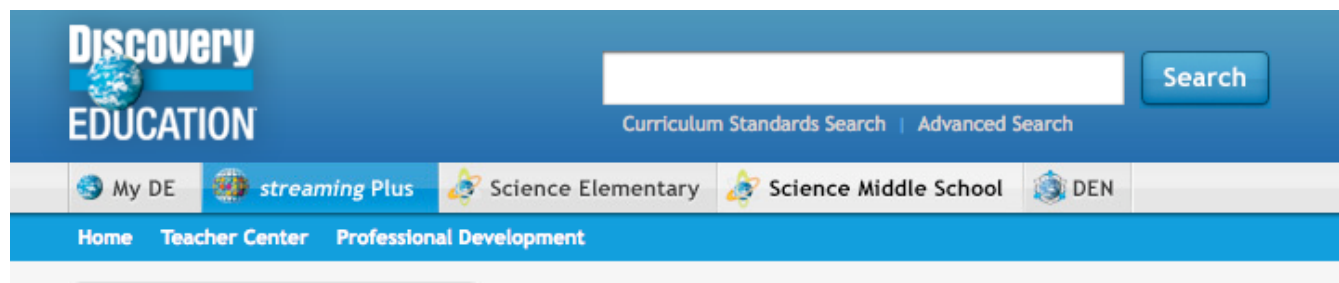 Discovery
EDUCATION
Search
Curriculum Standards Search | Advanced Search
My DE streaming Plus Science Elementary Science Middle School DEN
Home Teacher Center Professional Development